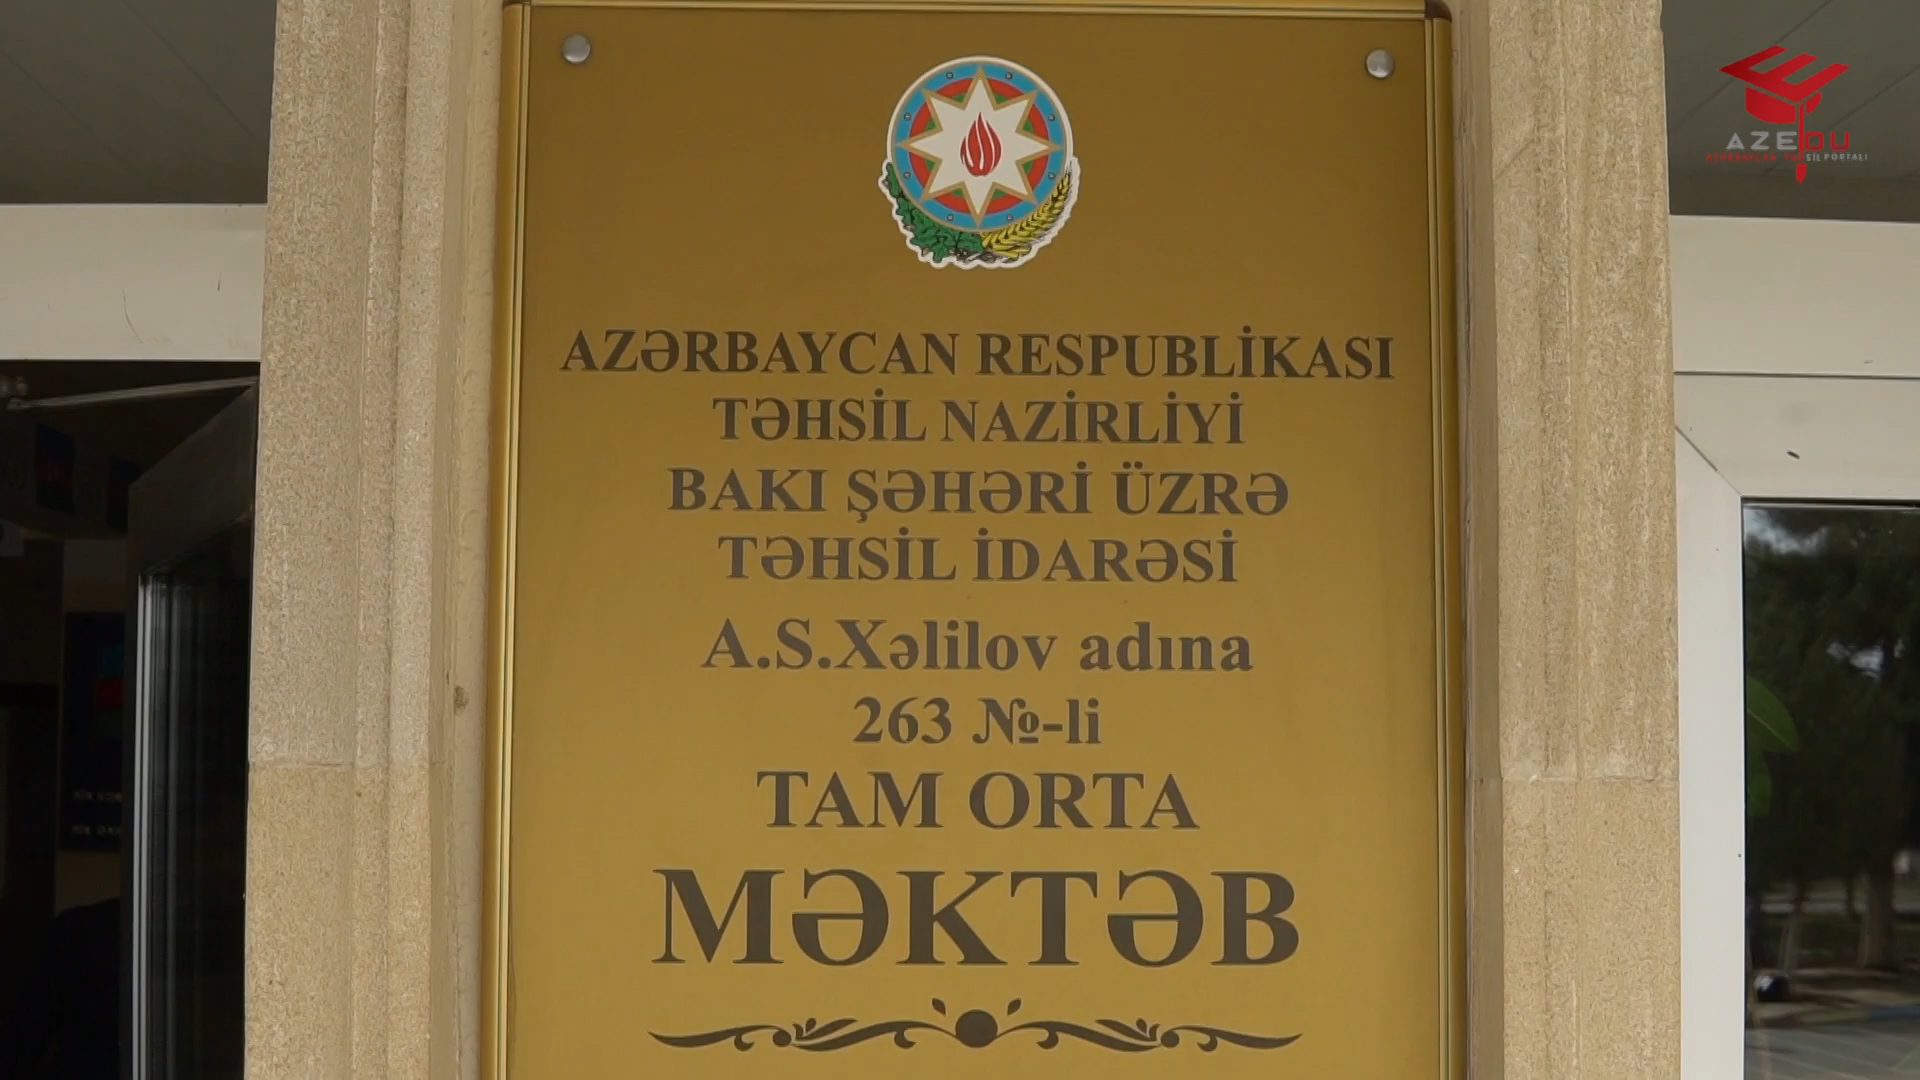 AZEDU
AZƏRBAYCAN RESPUBLİKASI
TƏHSİL NAZİRLİYİ
BAKI ŞƏHƏRİ ÜZRƏ
TƏHSİL İDARƏSİ
A.S.Xəlilov adına
263 №-li
TAM ORTA
MƏKTƏB